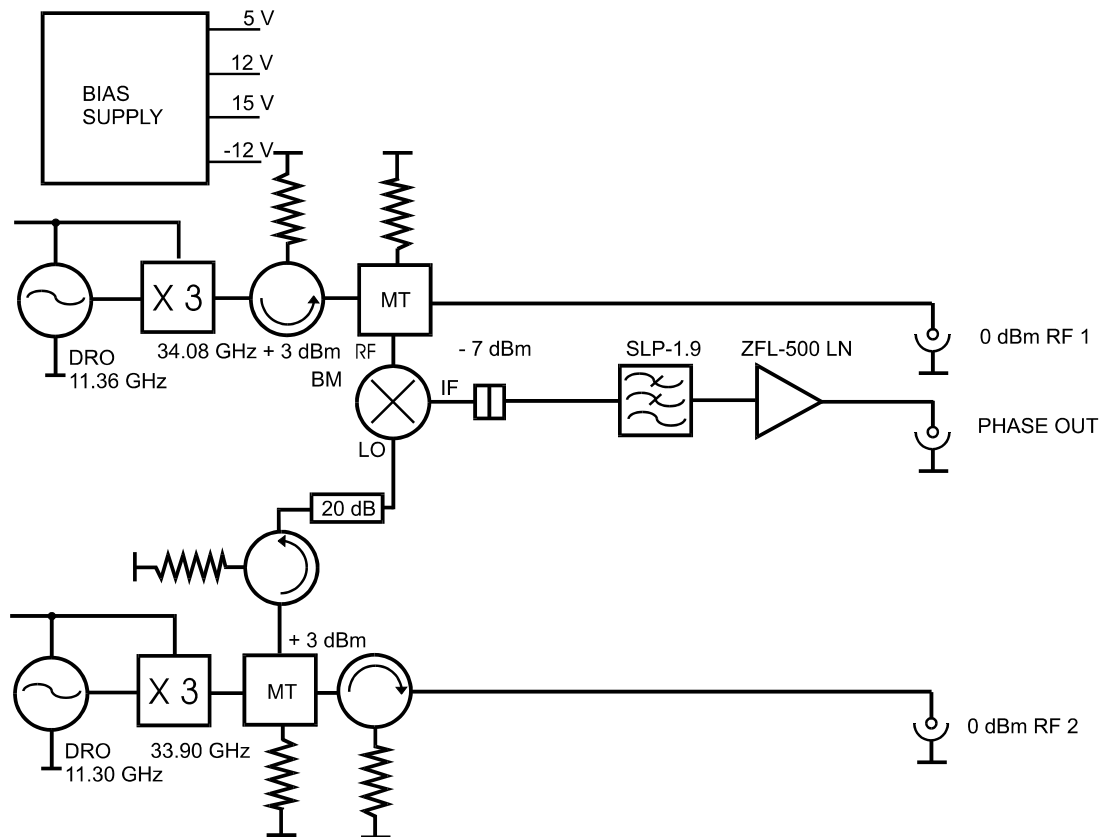 5 V
12 V
BIAS
SUPPLY
15 V
-12 V
X 3
MT
DRO
11.36 GHz
34.08 GHz + 3 dBm
RF
BM
- 7 dBm
SLP-1.9
ZFL-500 LN
0 dBm RF 1
IF
LO
PHASE OUT
20 dB
+ 3 dBm
X 3
MT
DRO
11.30 GHz
33.90 GHz
0 dBm RF 2